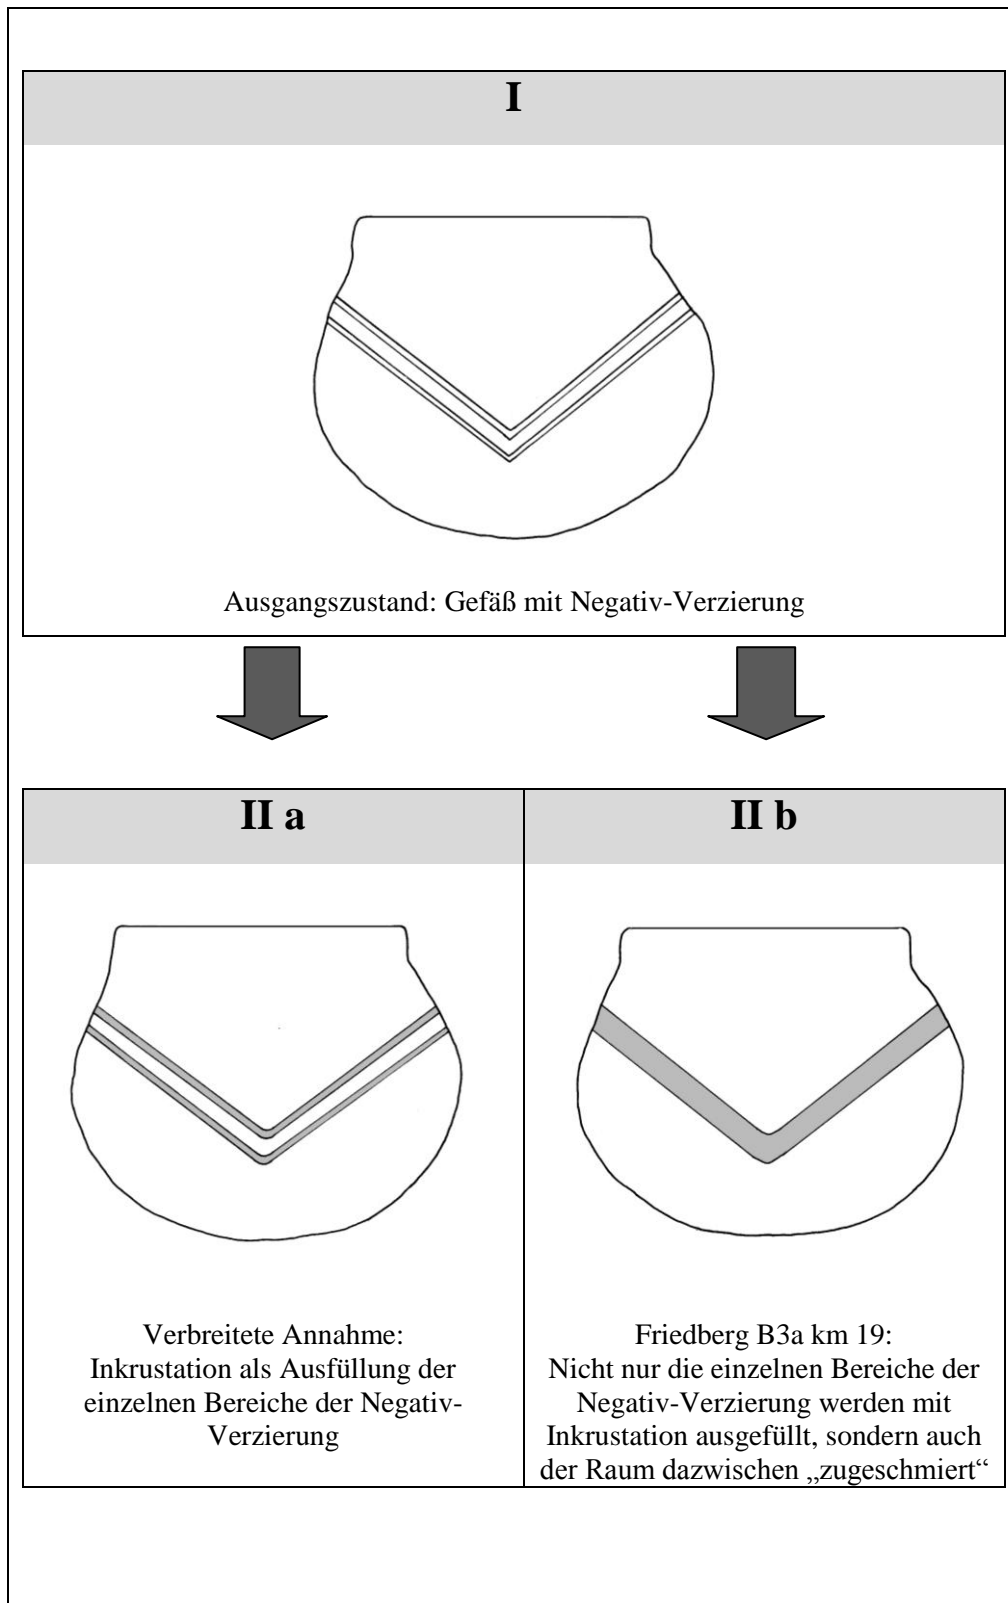 I
Ausgangszustand: Gefäß mit Negativ-Verzierung
II a
II b
Verbreitete Annahme:
Inkrustation als Ausfüllung der
einzelnen Bereiche der Negativ-
Verzierung
Friedberg B3a km 19:
Nicht nur die einzelnen Bereiche der
Negativ-Verzierung werden mit
Inkrustation ausgefüllt, sondern auch
der Raum dazwischen „zugeschmiert“